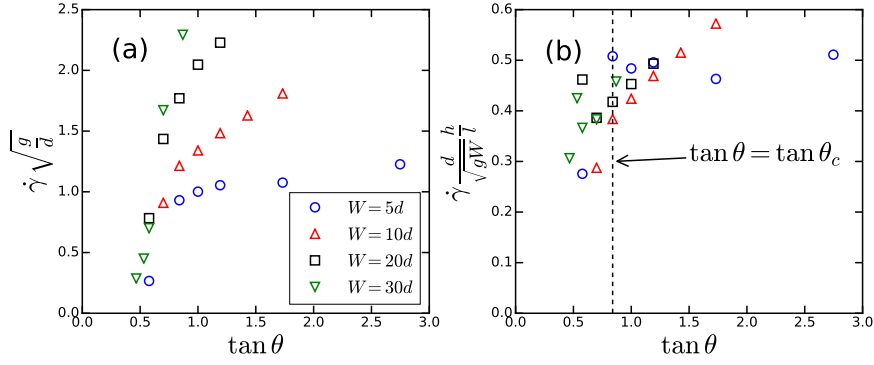 (a)
γ̇ √g/d
2.5
2.0
1.5
1.0
0.5
0.0
0.0 0.5 1.0 1.5 2.0 2.5 3.0
tan θ
W = 5d
W = 10d
W = 20d
W = 30d
(b)
γ̇ d/√gW h/l
0.6
0.5
0.4
0.3
0.2
0.1
0.0
tan θ = tan θ_c
0.0 0.5 1.0 1.5 2.0 2.5 3.0
tan θ